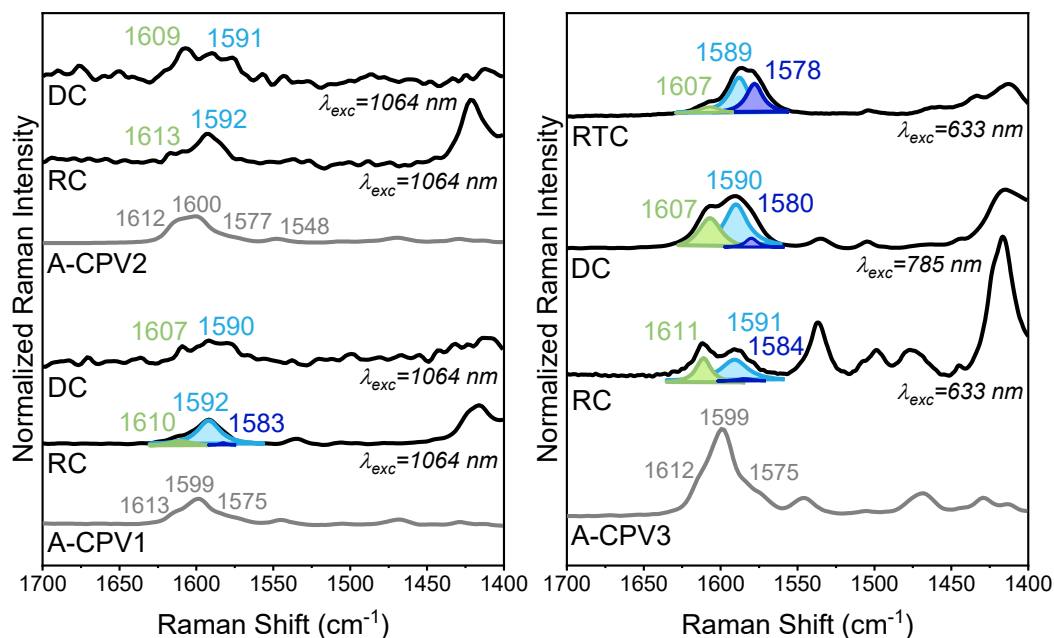 Normalized Raman Intensity
1609 1591
DC
λexc=1064 nm
1592
1613
RC
λexc=1064 nm
1600
1612 1577 1548
A-CPV2
1607 1590
DC
λexc=1064 nm
1592
1610 1583
RC
λexc=1064 nm
1599
1613 1575
A-CPV1
1700 1650 1600 1550 1500 1450 1400
Raman Shift (cm-1)
Normalized Raman Intensity
1589
1578
1607
RTC
λexc=633 nm
1590
1607 1580
DC
λexc=785 nm
1611 1591
1584
RC
λexc=633 nm
1599
1612 1575
A-CPV3
1700 1650 1600 1550 1500 1450 1400
Raman Shift (cm-1)